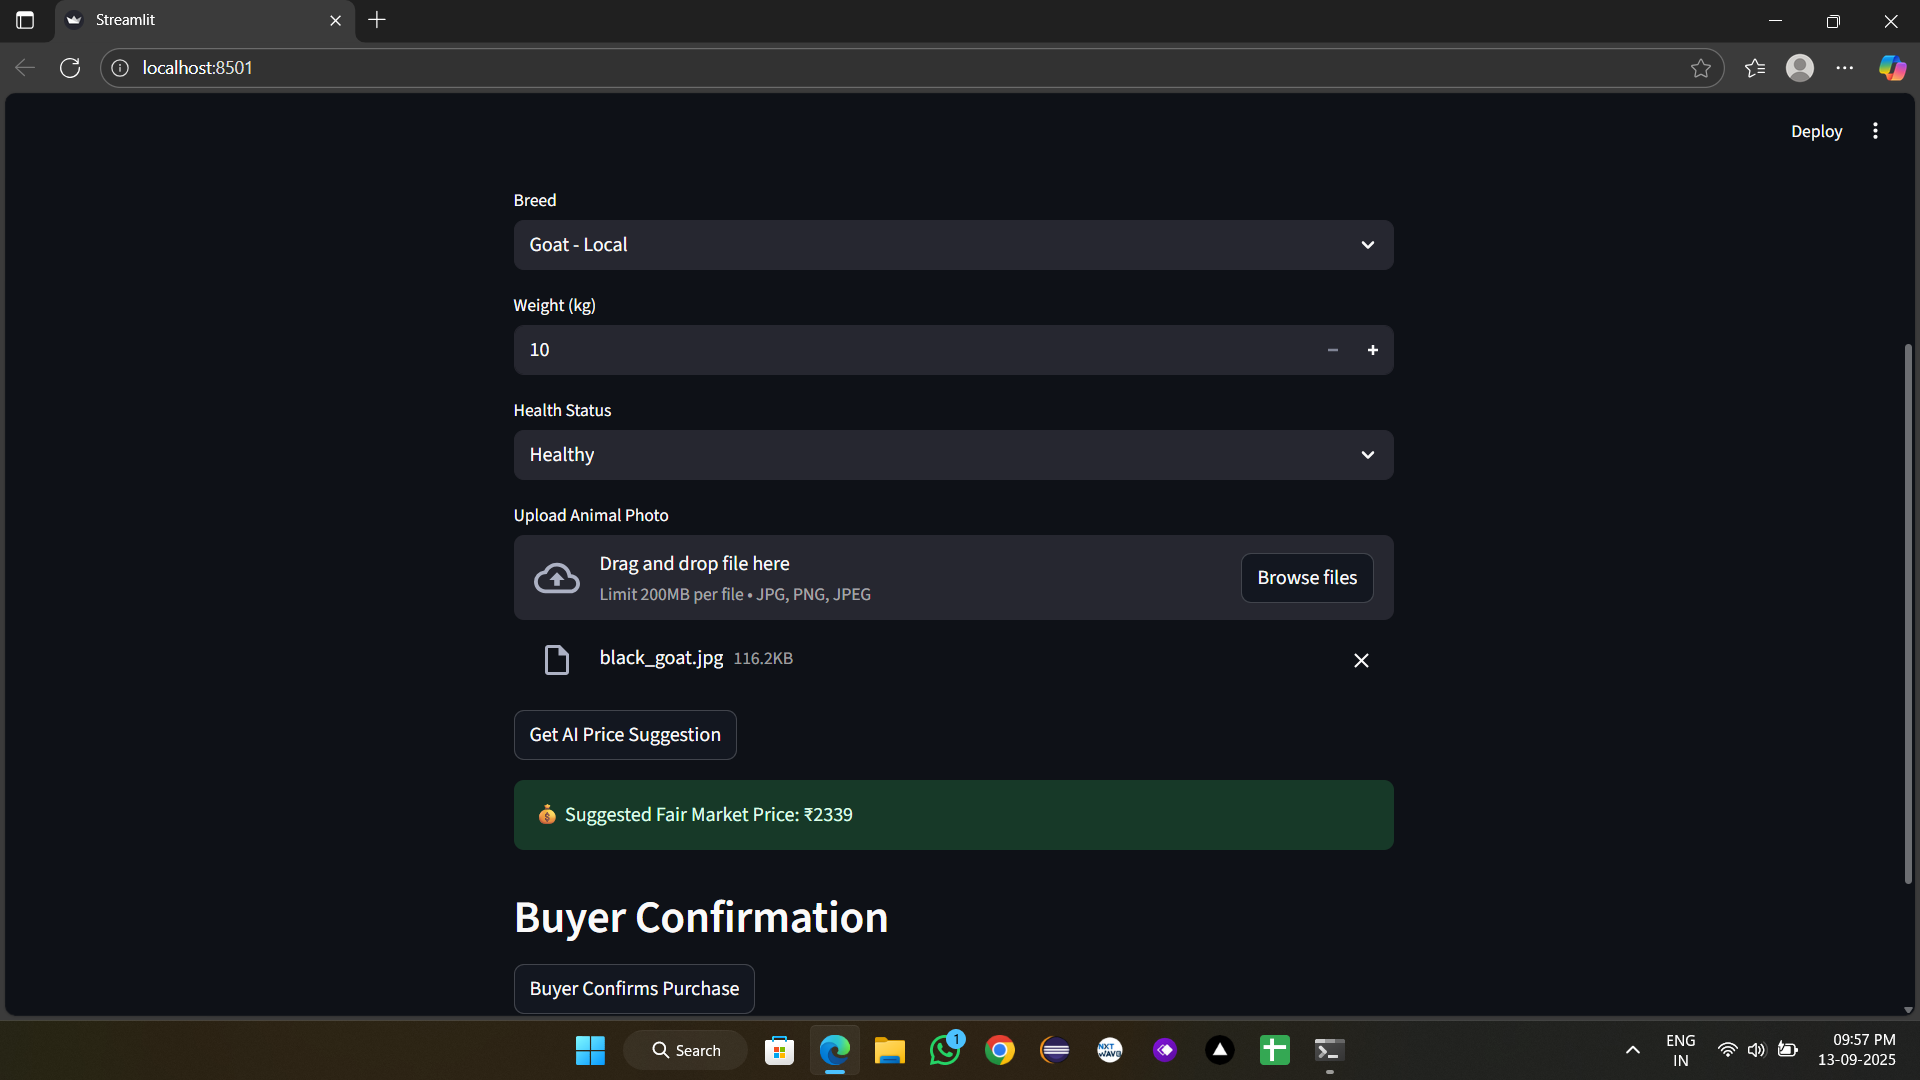 Streamlit
localhost:8501
Deploy
Breed
Goat - Local
Weight (kg)
10
Health Status
Healthy
Upload Animal Photo
Drag and drop file here
Limit 200MB per file • JPG, PNG, JPEG
Browse files
black_goat.jpg 116.2KB
Get AI Price Suggestion
💰 Suggested Fair Market Price: ₹2339
Buyer Confirmation
Buyer Confirms Purchase
Search
1
NXT
WAVE
ENG
IN
09:57 PM
13-09-2025